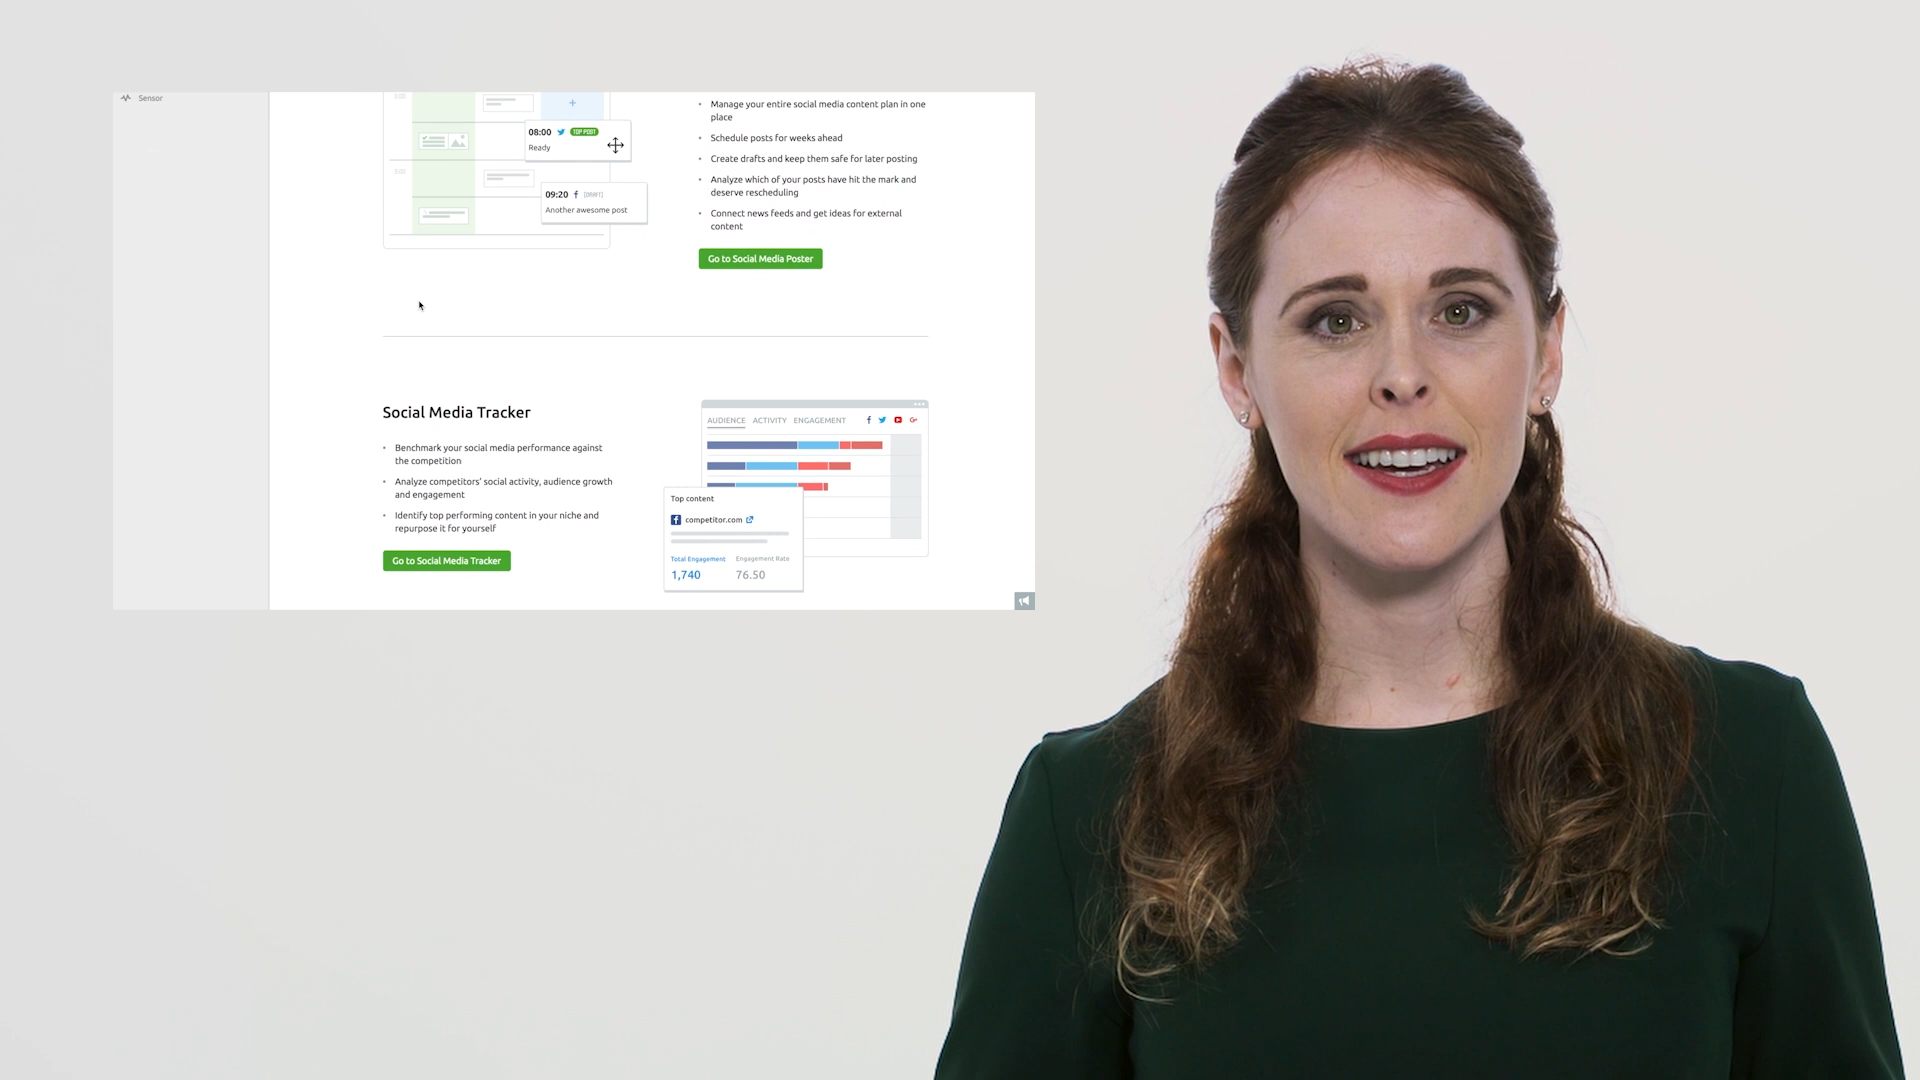 Sensor
08:00 TOP POST
Ready
09:20 [DRAFT]
Another awesome post
Manage your entire social media content plan in one
place
Schedule posts for weeks ahead
Create drafts and keep them safe for later posting
Analyze which of your posts have hit the mark and
deserve rescheduling
Connect news feeds and get ideas for external
content
Go to Social Media Poster
Social Media Tracker
Benchmark your social media performance against
the competition
Analyze competitors' social activity, audience growth
and engagement
Identify top performing content in your niche and
repurpose it for yourself
Go to Social Media Tracker
AUDIENCE ACTIVITY ENGAGEMENT
Top content
competitor.com
Total Engagement Engagement Rate
1,740 76.50